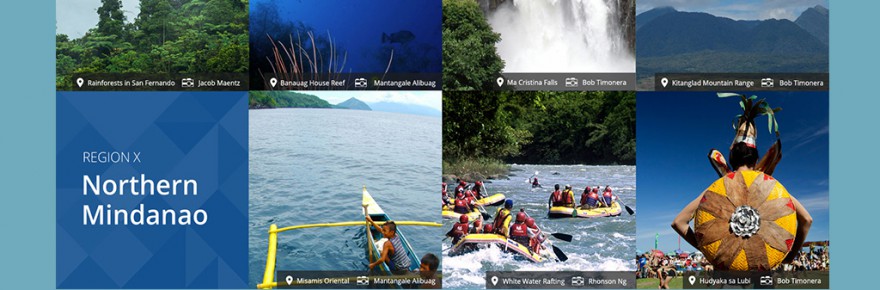 Rainforests in San Fernando Jacob Maentz
Banauag House Reef Mantangale Alibuag
Ma Cristina Falls Bob Timonera
Kitanglad Mountain Range Bob Timonera
REGION X
Northern
Mindanao
Misamis Oriental Mantangale Alibuag
White Water Rafting Rhonson Ng
Hudyaka sa Lubi Bob Timonera